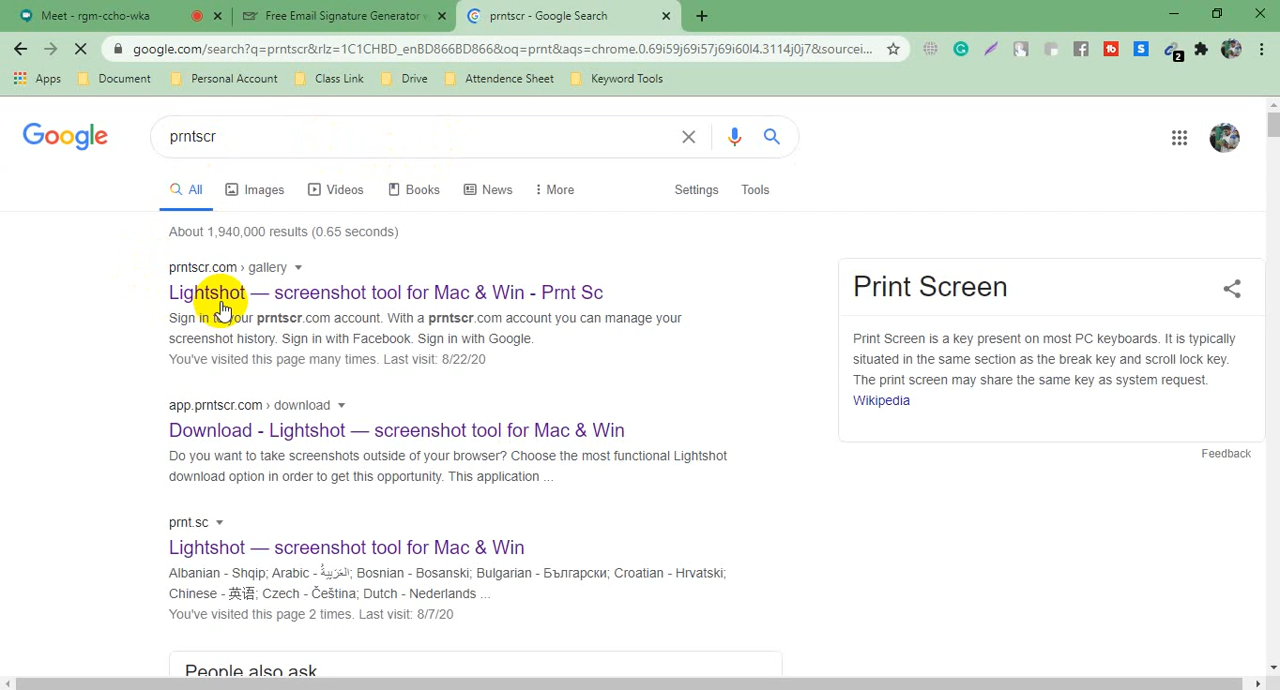 Meet - rgm-ccho-wka
Free Email Signature Generator
prntscr - Google Search
google.com/search?q=prntscr&rlz=1C1CHBD_enBD866BD866&oq=prnt&aqs=chrome.0.69i59j69i57j69i60l4.3114j0j7&sourcei...
Apps
Document
Personal Account
Class Link
Drive
Attendence Sheet
Keyword Tools
Google
prntscr
All
Images
Videos
Books
News
More
Settings
Tools
About 1,940,000 results (0.65 seconds)
prntscr.com › gallery
Lightshot — screenshot tool for Mac & Win - Prnt Sc
Sign in to your prntscr.com account. With a prntscr.com account you can manage your
screenshot history. Sign in with Facebook. Sign in with Google.
You've visited this page many times. Last visit: 8/22/20
app.prntscr.com › download
Download - Lightshot — screenshot tool for Mac & Win
Do you want to take screenshots outside of your browser? Choose the most functional Lightshot
download option in order to get this opportunity. This application ...
prnt.sc
Lightshot — screenshot tool for Mac & Win
Albanian - Shqip; Arabic - العَرَبِيةُ; Bosnian - Bosanski; Bulgarian - Български; Croatian - Hrvatski;
Chinese - 英语; Czech - Čeština; Dutch - Nederlands ...
You've visited this page 2 times. Last visit: 8/7/20
People also ask
Print Screen
Print Screen is a key present on most PC keyboards. It is typically
situated in the same section as the break key and scroll lock key.
The print screen may share the same key as system request.
Wikipedia
Feedback